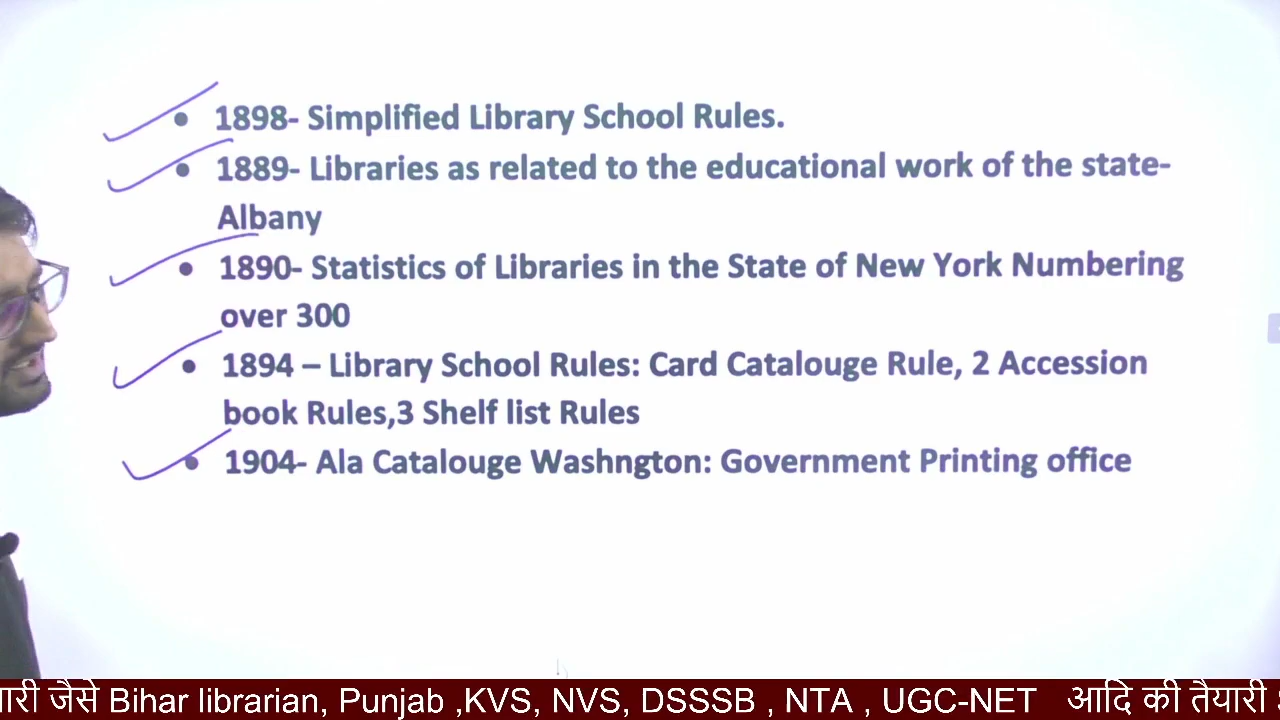 1898- Simplified Library School Rules.
1889- Libraries as related to the educational work of the state-
Albany
1890- Statistics of Libraries in the State of New York Numbering
over 300
1894 – Library School Rules: Card Catalouge Rule, 2 Accession
book Rules,3 Shelf list Rules
1904- Ala Catalouge Washngton: Government Printing office
जैसे Bihar librarian, Punjab ,KVS, NVS, DSSSB , NTA , UGC-NET आदि की तैयारी